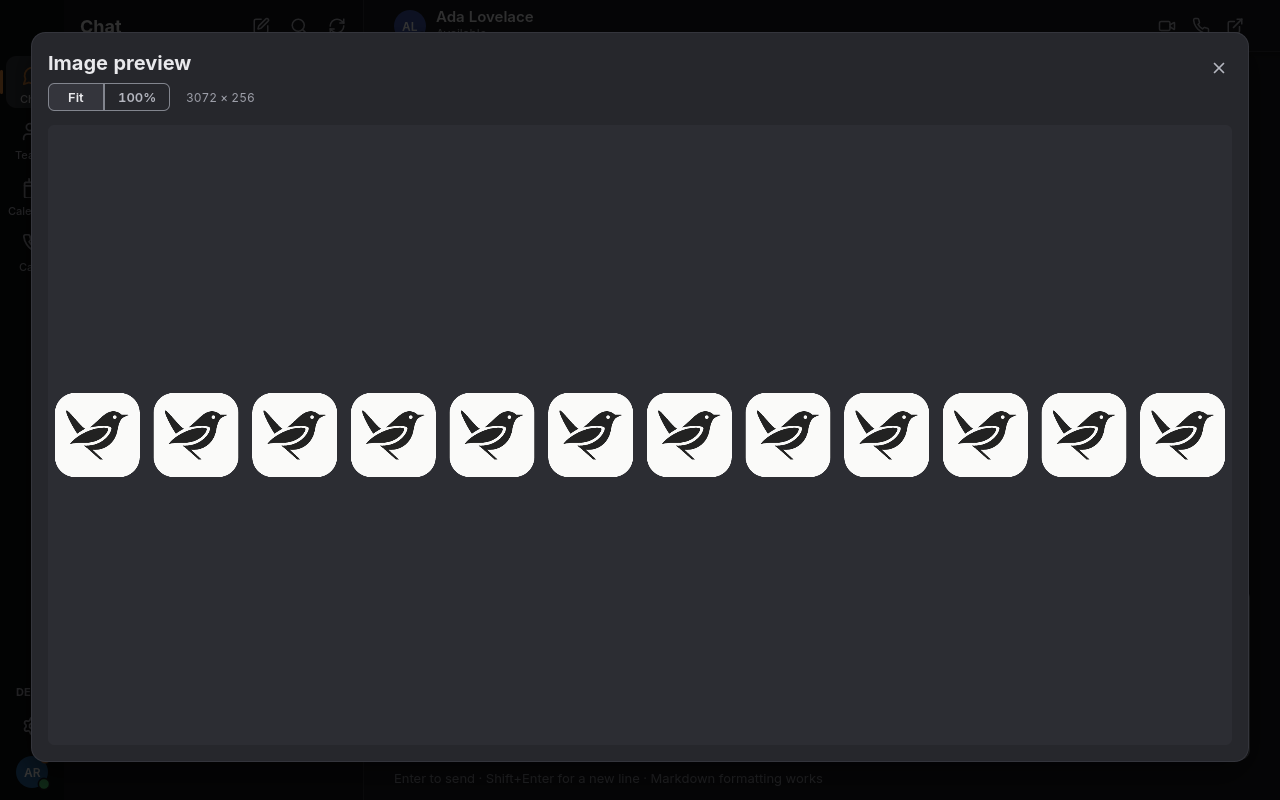 Chat
Ada Lovelace
AL
Image preview
Fit
100%
3072 × 256
DE
AR
Enter to send · Shift+Enter for a new line · Markdown formatting works